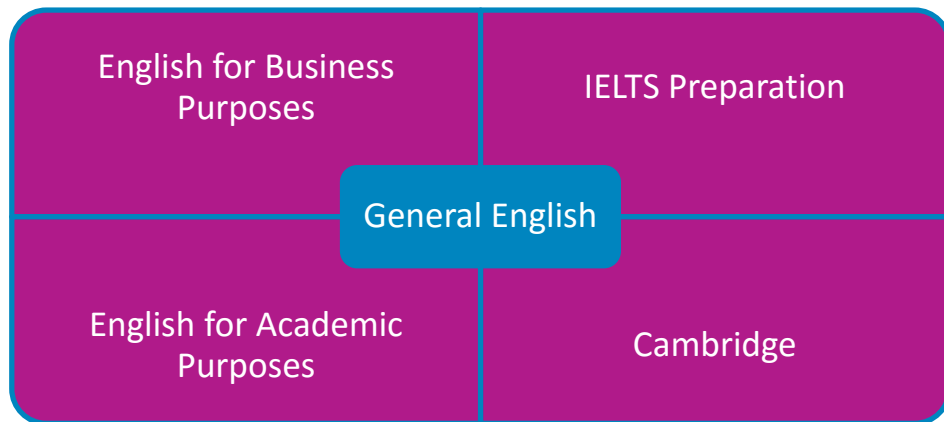 English for Business
Purposes
IELTS Preparation
General English
English for Academic
Purposes
Cambridge